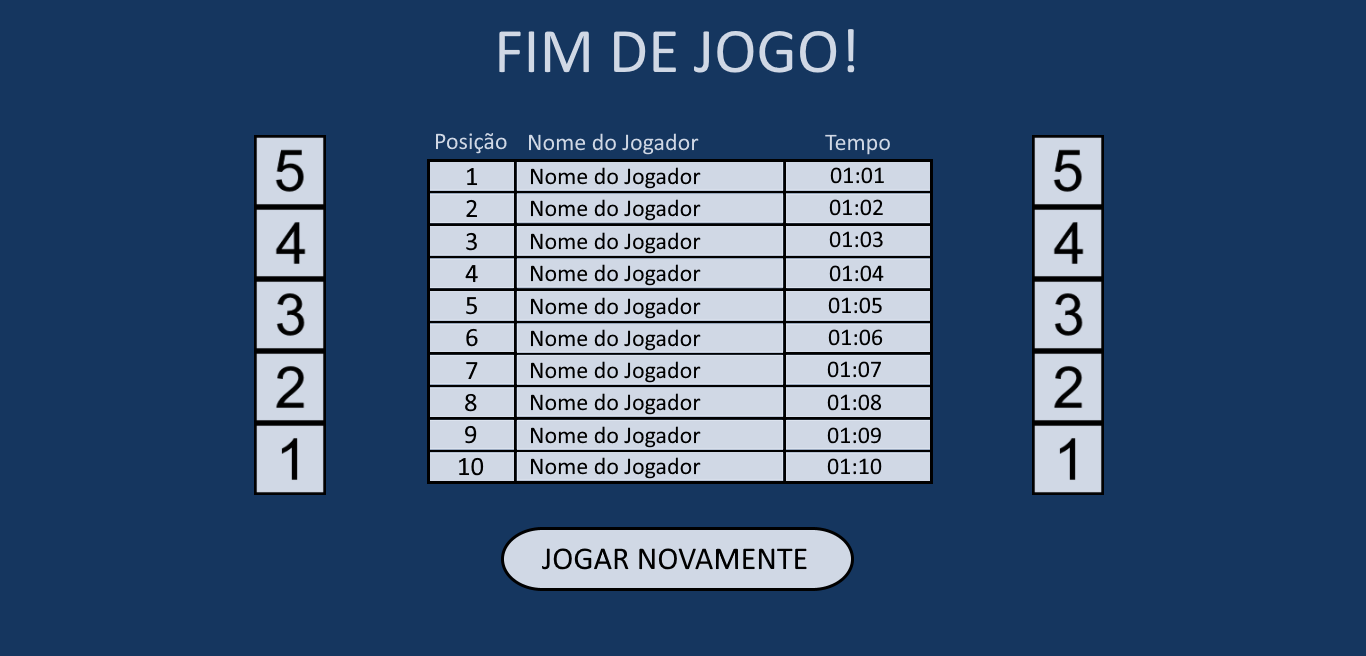 FIM DE JOGO!
Posição Nome do Jogador Tempo
1 Nome do Jogador 01:01
2 Nome do Jogador 01:02
3 Nome do Jogador 01:03
4 Nome do Jogador 01:04
5 Nome do Jogador 01:05
6 Nome do Jogador 01:06
7 Nome do Jogador 01:07
8 Nome do Jogador 01:08
9 Nome do Jogador 01:09
10 Nome do Jogador 01:10
5
4
3
2
1
5
4
3
2
1
JOGAR NOVAMENTE